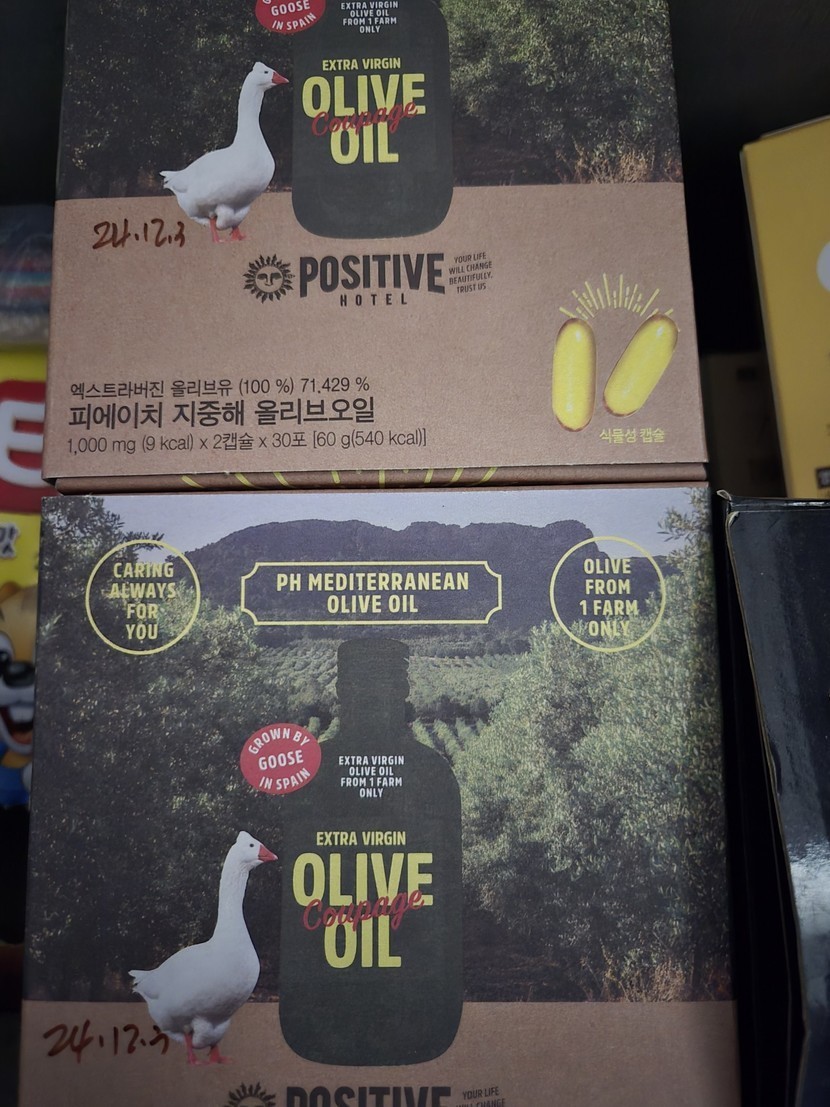 GOOSE
IN SPAIN
EXTRA VIRGIN
OLIVE OIL
FROM 1 FARM
ONLY
EXTRA VIRGIN
OLIVE
Coupage
OIL
24.12.3
POSITIVE
HOTEL
YOUR LIFE
WILL CHANGE
BEAUTIFULLY.
TRUST US
엑스트라버진 올리브유 (100 %) 71.429 %
피에이치 지중해 올리브오일
1,000 mg (9 kcal) x 2캡슐 x 30포 [60 g(540 kcal)]
식물성 캡슐
CARING
ALWAYS
FOR
YOU
PH MEDITERRANEAN
OLIVE OIL
OLIVE
FROM
1 FARM
ONLY
GROWN BY
GOOSE
IN SPAIN
EXTRA VIRGIN
OLIVE OIL
FROM 1 FARM
ONLY
EXTRA VIRGIN
OLIVE
Coupage
OIL
24.12.3
POSITIVE
YOUR LIFE
WILL CHANGE